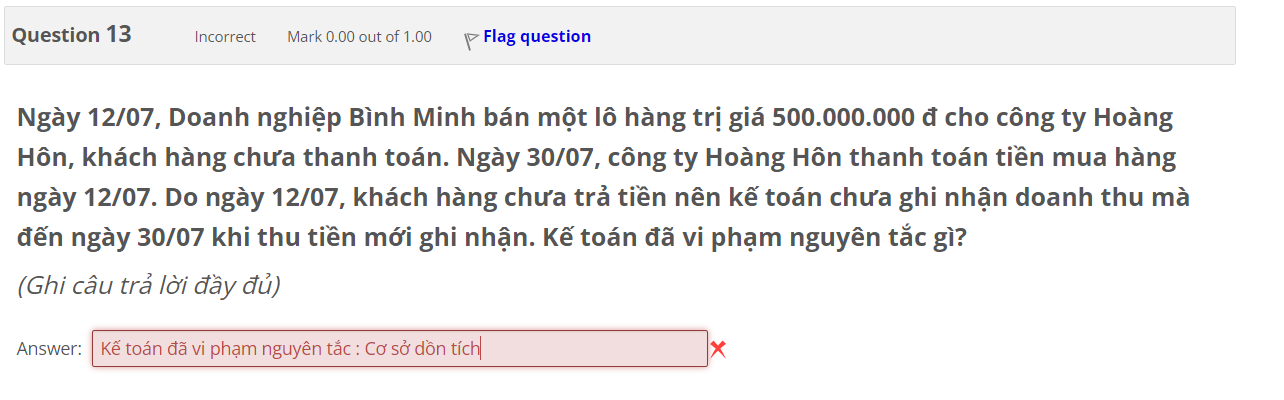 Question 13 Incorrect Mark 0.00 out of 1.00 Flag question
Ngày 12/07, Doanh nghiệp Bình Minh bán một lô hàng trị giá 500.000.000 đ cho công ty Hoàng
Hôn, khách hàng chưa thanh toán. Ngày 30/07, công ty Hoàng Hôn thanh toán tiền mua hàng
ngày 12/07. Do ngày 12/07, khách hàng chưa trả tiền nên kế toán chưa ghi nhận doanh thu mà
đến ngày 30/07 khi thu tiền mới ghi nhận. Kế toán đã vi phạm nguyên tắc gì?
(Ghi câu trả lời đầy đủ)
Answer: Kế toán đã vi phạm nguyên tắc : Cơ sở dồn tích